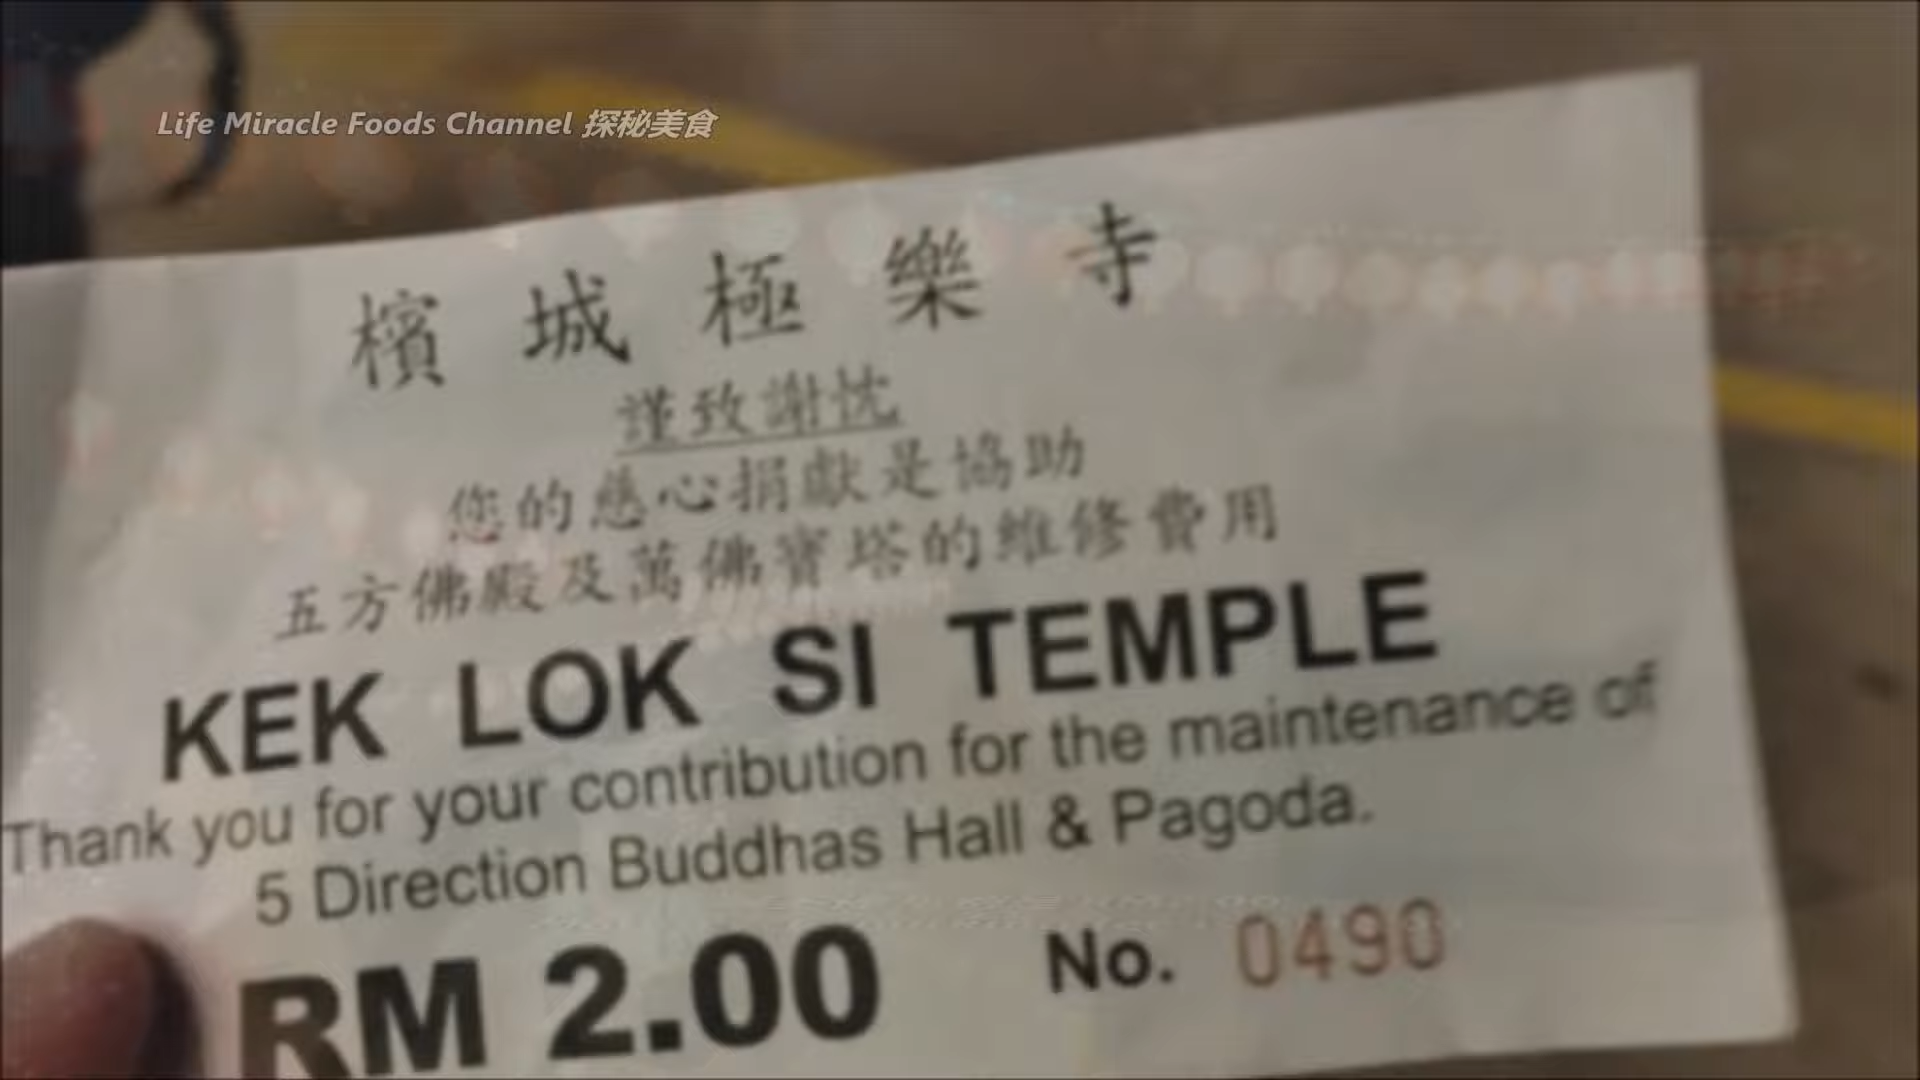 Life Miracle Foods Channel 探秘美食
檳城極樂寺
謹致謝忱
您的慈心捐獻是協助
五方佛殿及萬佛寶塔的維修費用
KEK LOK SI TEMPLE
Thank you for your contribution for the maintenance of
5 Direction Buddhas Hall & Pagoda.
RM 2.00 No. 0490